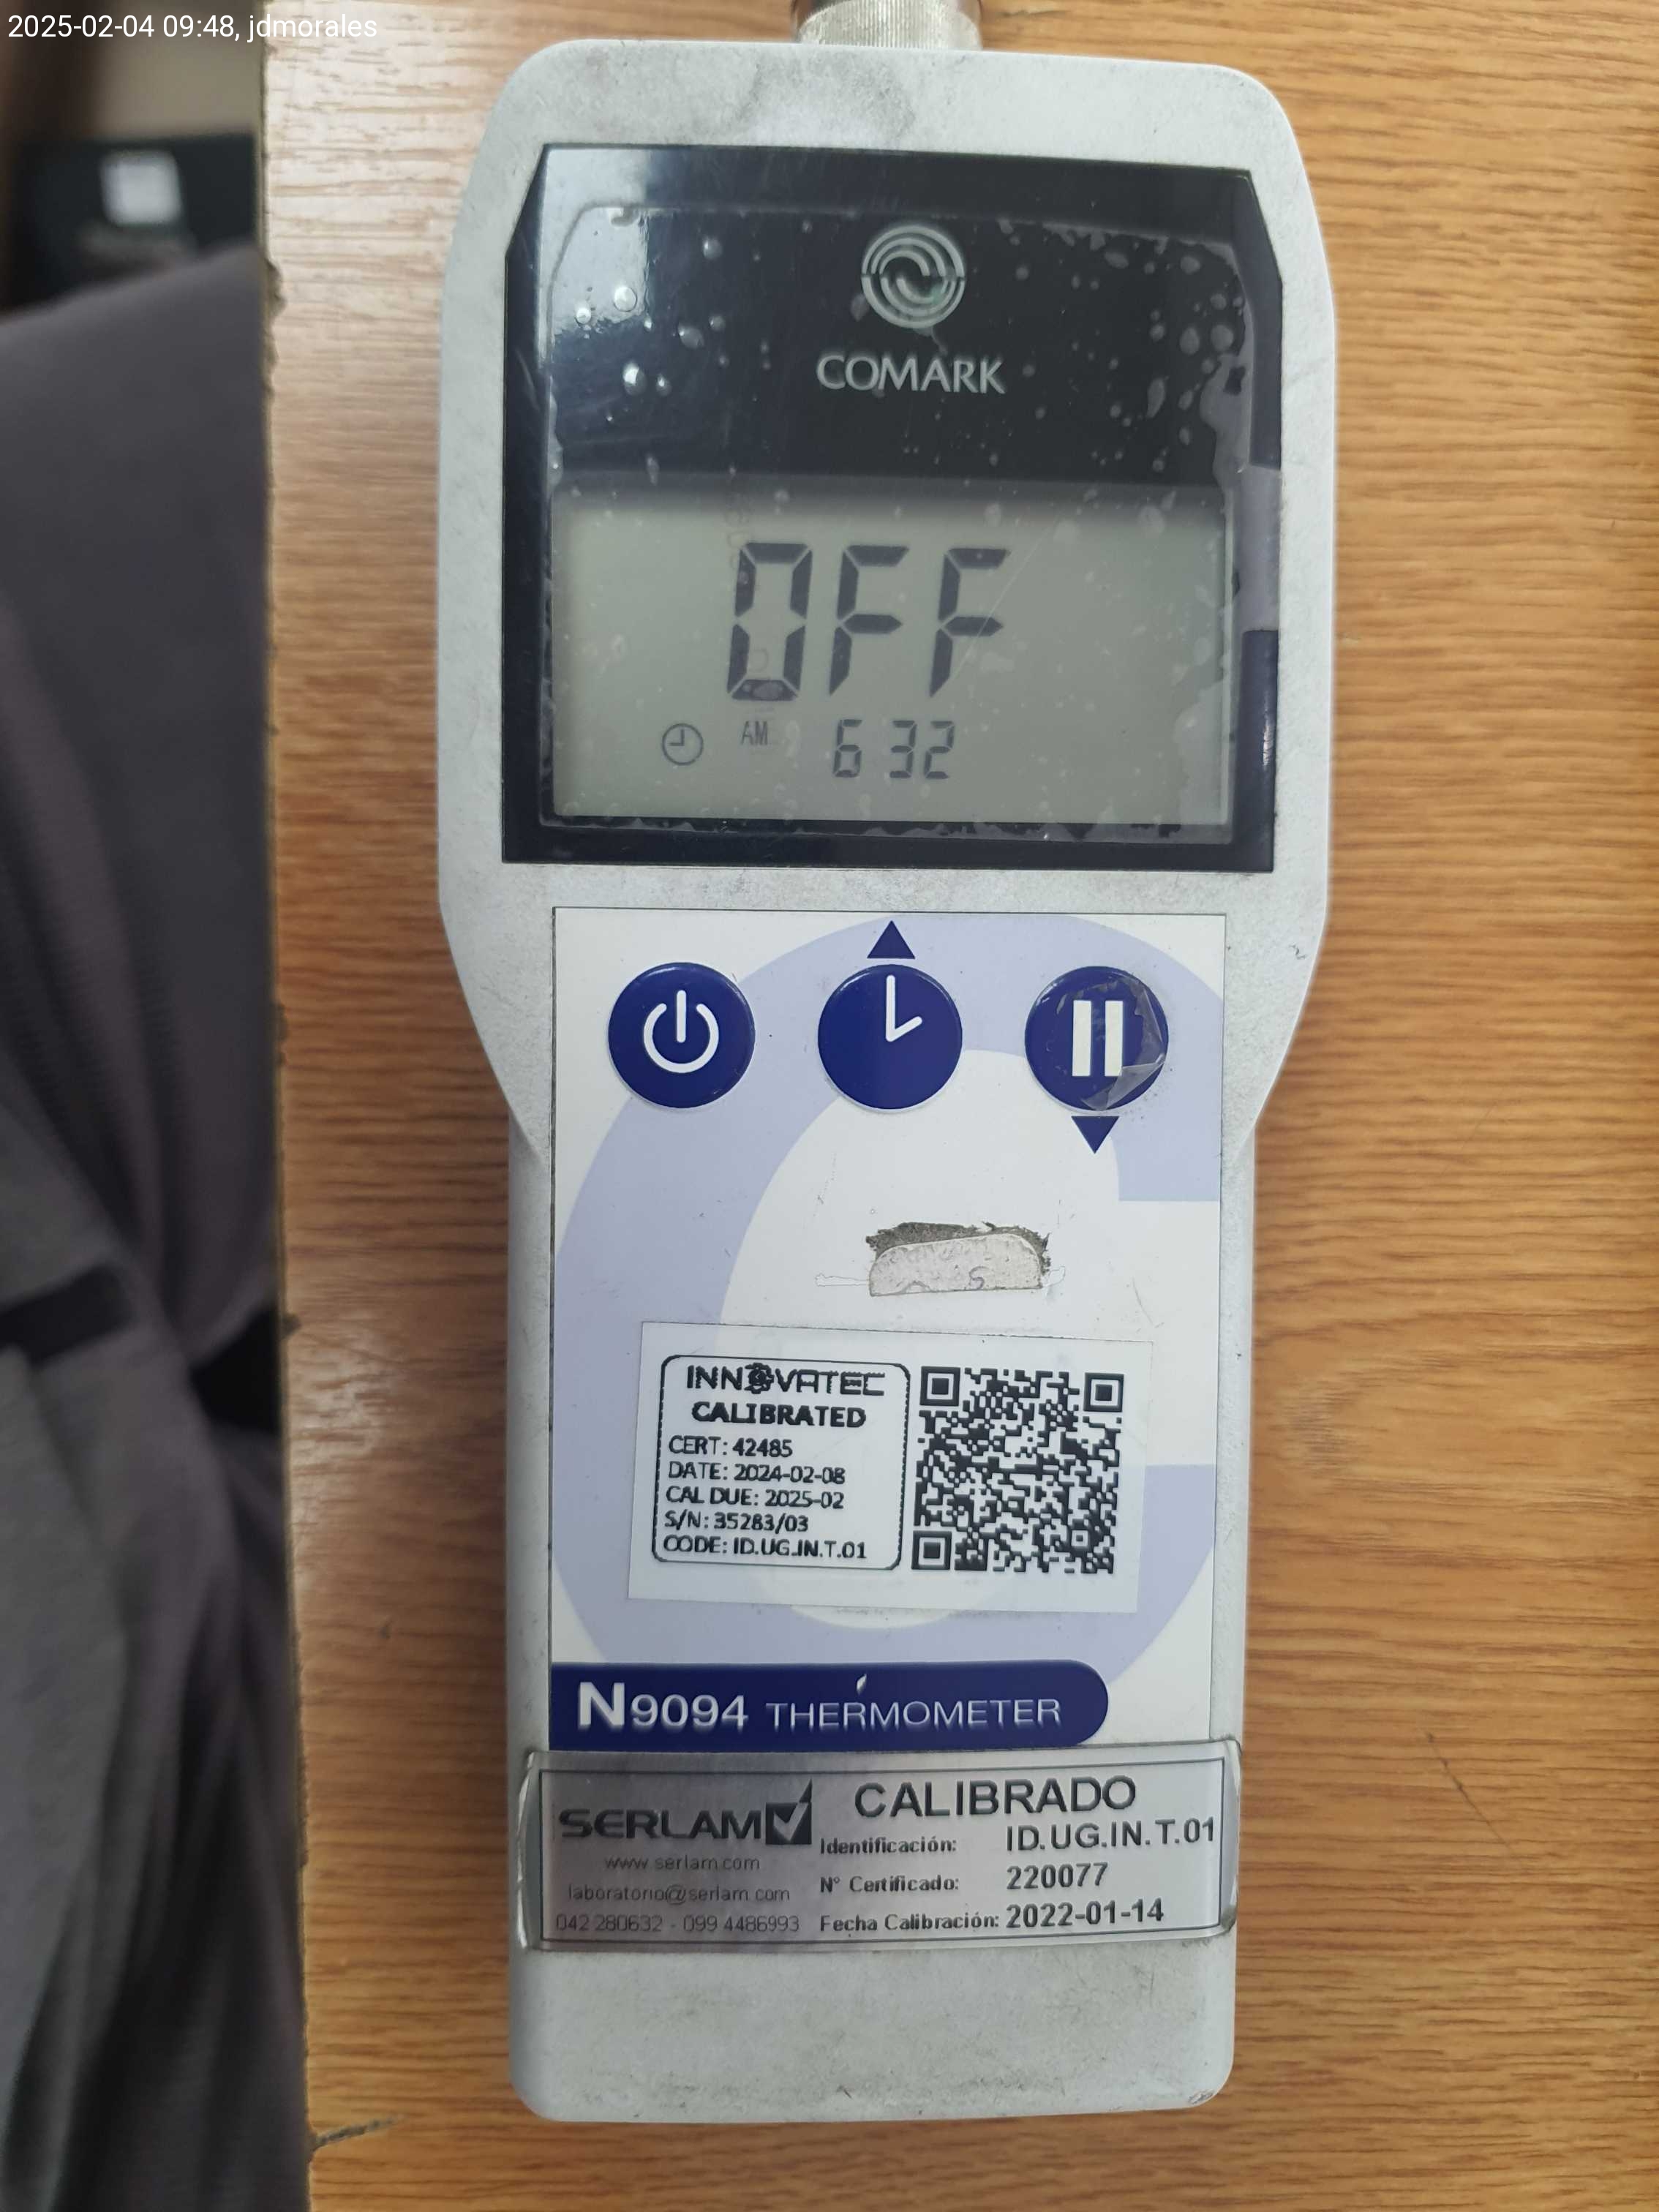 2025-02-04 09:48, jdmorales
COMARK
OFF
AM 6 32
INNOVATEC
CALIBRATED
CERT: 42485
DATE: 2024-02-08
CAL DUE: 2025-02
S/N: 35283/03
CODE: ID.UG.IN.T.01
N9094 THERMOMETER
SERLAM
www.serlam.com
laboratorio@serlam.com
042 280632 - 099 4486993
CALIBRADO
Identificación: ID.UG.IN.T.01
N° Certificado: 220077
Fecha Calibración: 2022-01-14